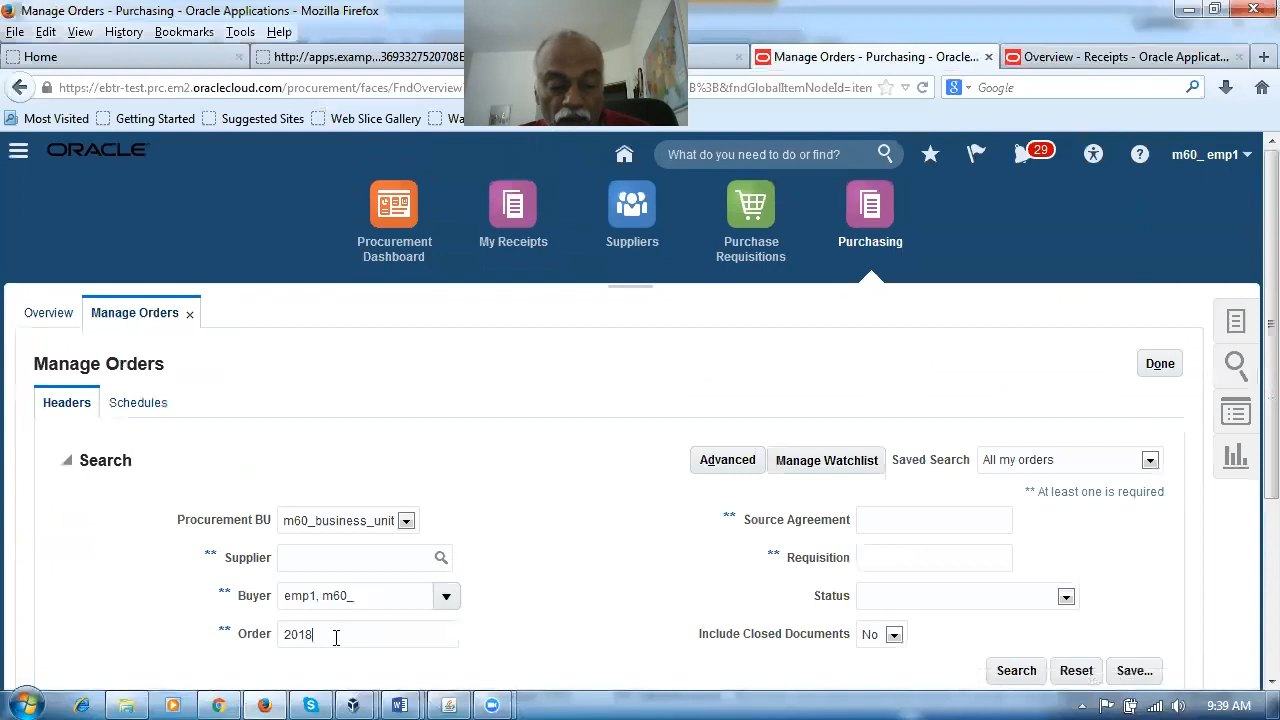 Manage Orders - Purchasing - Oracle Applications - Mozilla Firefox
File Edit View History Bookmarks Tools Help
Home
http://apps.examp...3693327520708E
Manage Orders - Purchasing - Oracle...
Overview - Receipts - Oracle Applicat...
https://ebtr-test.prc.em2.oraclecloud.com/procurement/faces/FndOverview
B%3B&fndGlobalItemNodeId=item
Google
Most Visited Getting Started Suggested Sites Web Slice Gallery
ORACLE
What do you need to do or find?
29
m60_ emp1
Procurement Dashboard
My Receipts
Suppliers
Purchase Requisitions
Purchasing
Overview
Manage Orders
Manage Orders
Done
Headers
Schedules
Search
Advanced
Manage Watchlist
Saved Search
All my orders
** At least one is required
Procurement BU m60_business_unit
** Source Agreement
** Supplier
** Requisition
** Buyer emp1, m60_
Status
** Order 2018
Include Closed Documents No
Search
Reset
Save...
9:39 AM